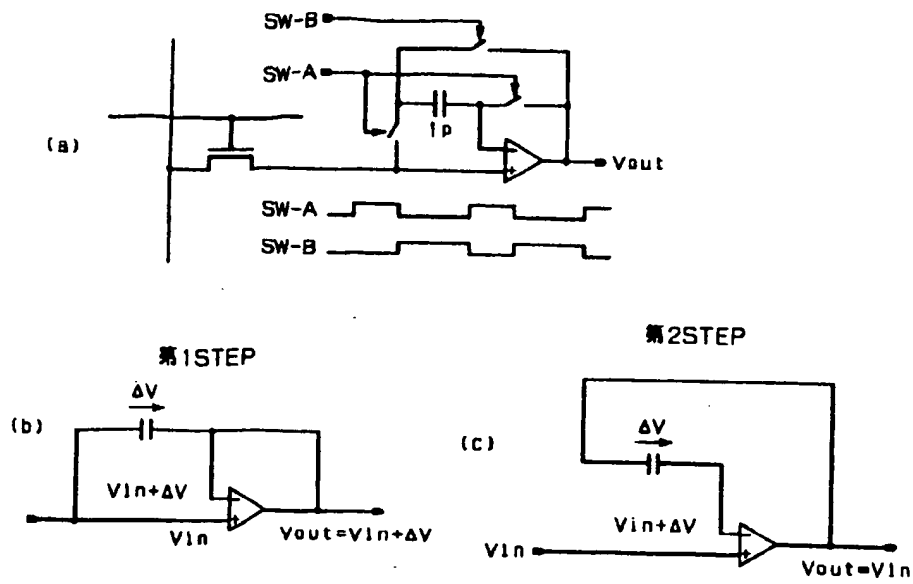 SW-B
SW-A
1p
(a)
Vout
SW-A
SW-B
第1STEP
第2STEP
ΔV
(b)
(c)
ΔV
Vin+ΔV
Vin
Vout=Vin+ΔV
Vin+ΔV
Vin
Vout=Vin